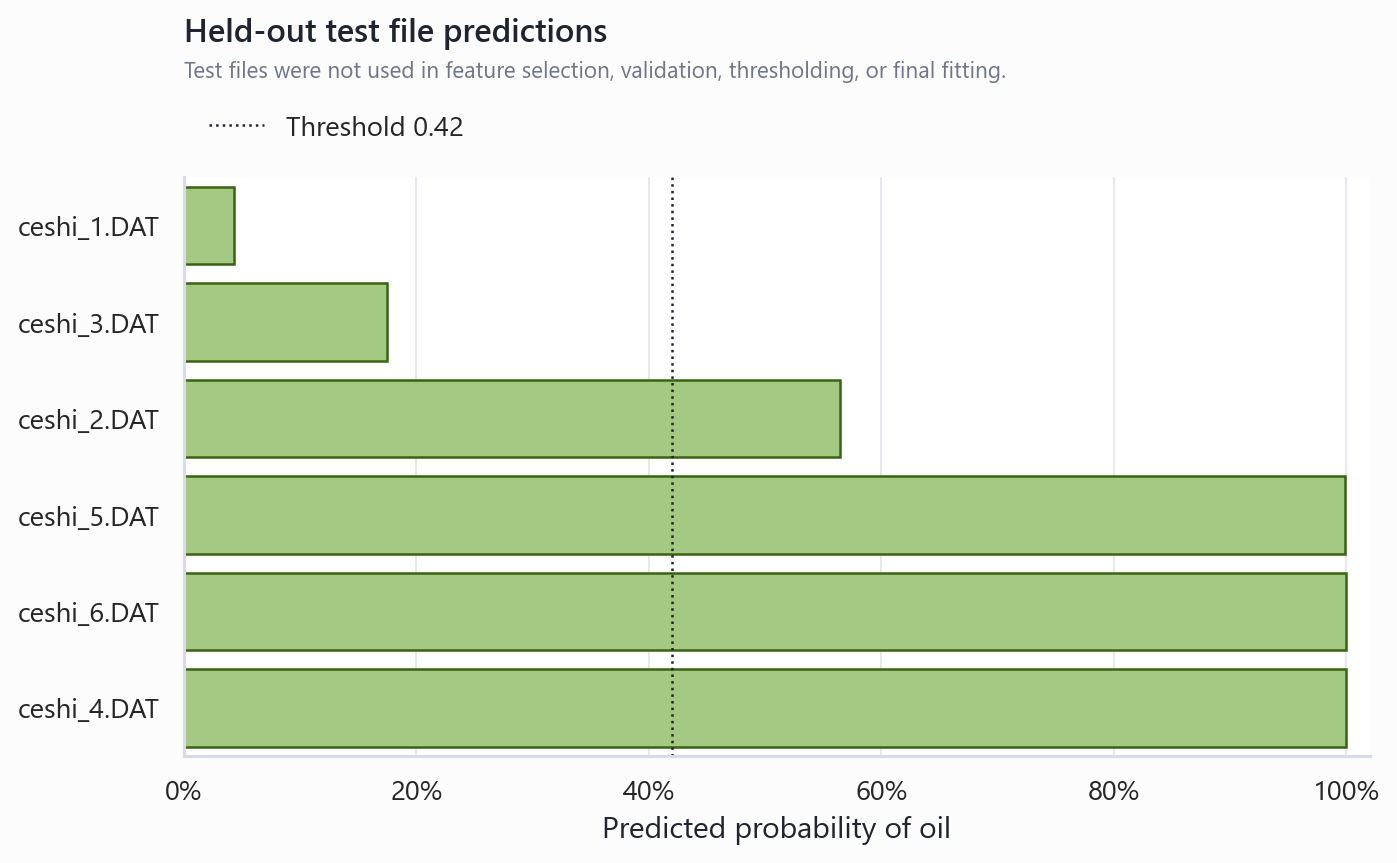 Held-out test file predictions
Test files were not used in feature selection, validation, thresholding, or final fitting.
Threshold 0.42
ceshi_1.DAT
ceshi_3.DAT
ceshi_2.DAT
ceshi_5.DAT
ceshi_6.DAT
ceshi_4.DAT
0% 20% 40% 60% 80% 100%
Predicted probability of oil